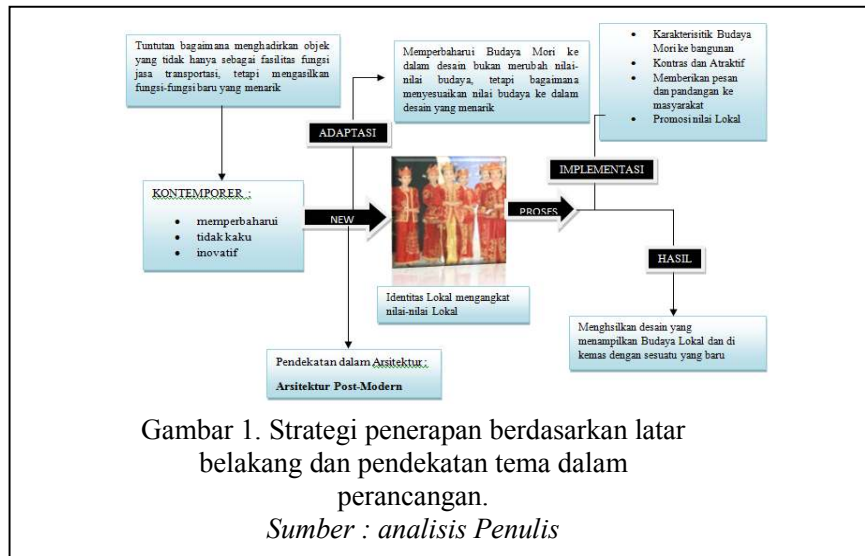 Tuntutan bagaimana menghadirkan objek
yang tidak hanya sebagai fasilitas fungsi
jasa transportasi, tetapi mengasilkan
fungsi-fungsi baru yang menarik
Memperbaharui Budaya Mori ke
dalam desain bukan merubah nilai-
nilai budaya, tetapi bagaimana
menyesuaikan nilai budaya ke dalam
desain yang menarik
• Karakterisitik Budaya
Mori ke bangunan
• Kontras dan Atraktif
• Memberikan pesan
dan pandangan ke
masyarakat
• Promosi nilai Lokal
ADAPTASI
IMPLEMENTASI
KONTEMPORER :
• memperbaharui
• tidak kaku
• inovatif
NEW
PROSES
HASIL
Identitas Lokal mengangkat
nilai-nilai Lokal
Menghsilkan desain yang
menampilkan Budaya Lokal dan di
kemas dengan sesuatu yang baru
Pendekatan dalam Arsitektur :
Arsitektur Post-Modern
Gambar 1. Strategi penerapan berdasarkan latar
belakang dan pendekatan tema dalam
perancangan.
Sumber : analisis Penulis